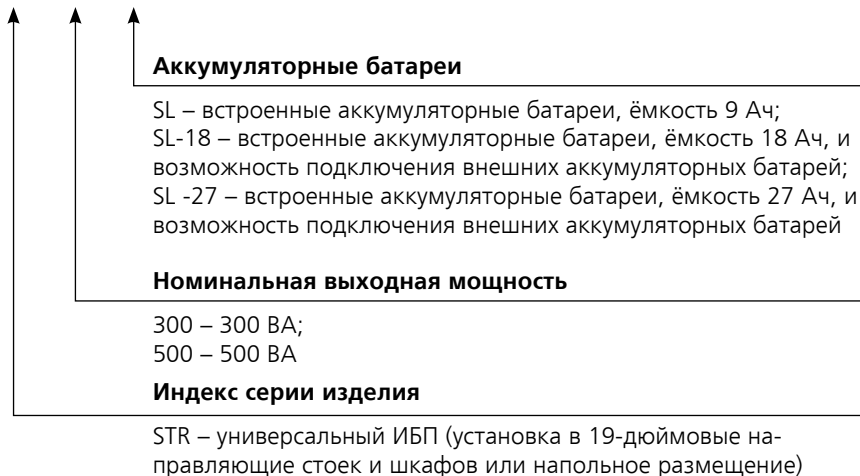 Аккумуляторные батареи
SL – встроенные аккумуляторные батареи, ёмкость 9 Ач;
SL-18 – встроенные аккумуляторные батареи, ёмкость 18 Ач, и
возможность подключения внешних аккумуляторных батарей;
SL -27 – встроенные аккумуляторные батареи, ёмкость 27 Ач, и
возможность подключения внешних аккумуляторных батарей
Номинальная выходная мощность
300 – 300 ВА;
500 – 500 ВА
Индекс серии изделия
STR – универсальный ИБП (установка в 19-дюймовые на-
правляющие стоек и шкафов или напольное размещение)